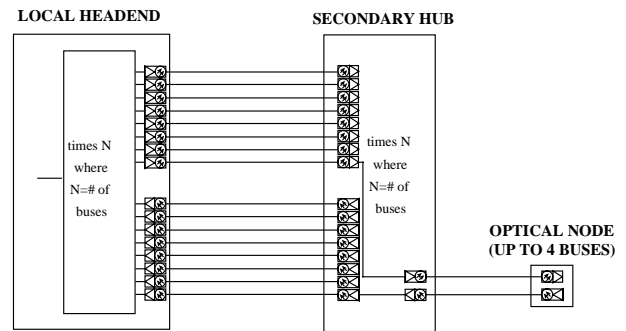 LOCAL HEADEND
SECONDARY HUB
times N
where
N=# of
buses
times N
where
N=# of
buses
OPTICAL NODE
(UP TO 4 BUSES)